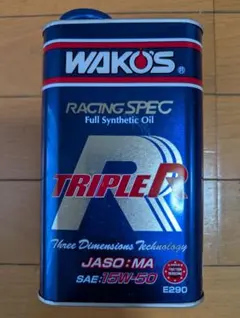 WAKO'S®
RACING SPEC
Full Synthetic Oil
R
TRIPLE R
Three Dimensions Technology
JASO:MA
SAE:15W-50
E290